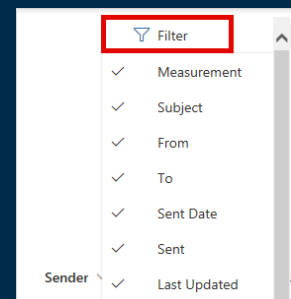 Filter
Measurement
Subject
From
To
Sent Date
Sent
Sender
Last Updated